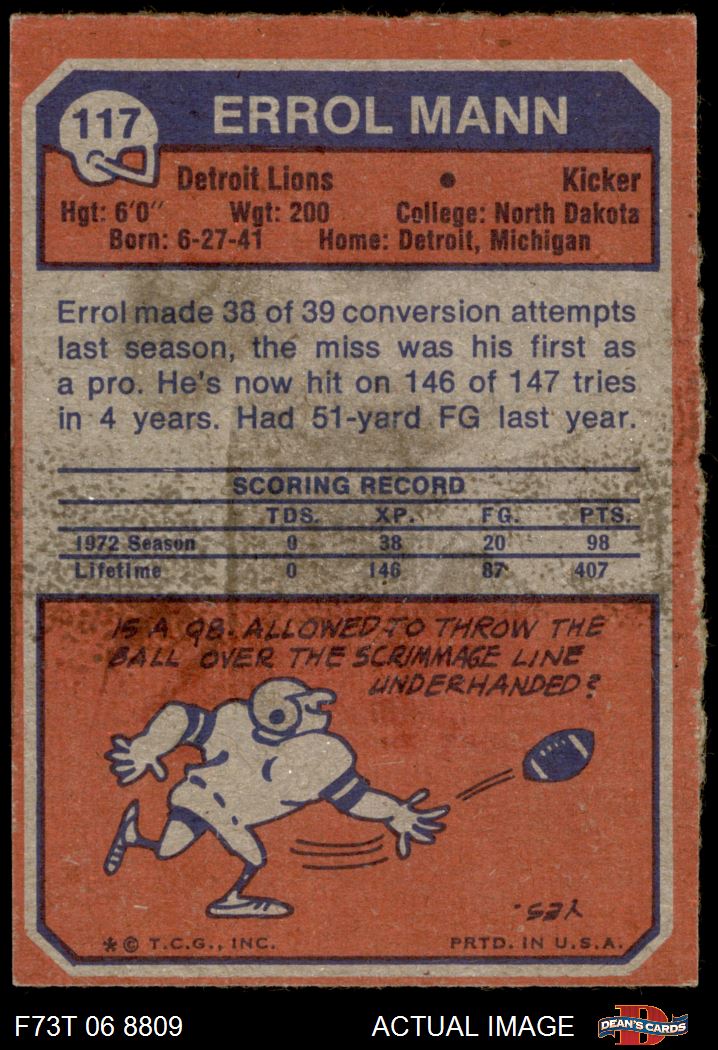 117
ERROL MANN
Detroit Lions • Kicker
Hgt: 6'0" Wgt: 200 College: North Dakota
Born: 6-27-41 Home: Detroit, Michigan
Errol made 38 of 39 conversion attempts
last season, the miss was his first as
a pro. He's now hit on 146 of 147 tries
in 4 years. Had 51-yard FG last year.
SCORING RECORD
TDS. XP. FG. PTS.
1972 Season 0 38 20 98
Lifetime 0 146 87 407
IS A QB. ALLOWED TO THROW THE
BALL OVER THE SCRIMMAGE LINE
UNDERHANDED?
YES.
* © T.C.G., INC. PRTD. IN U.S.A.
F73T 06 8809 ACTUAL IMAGE
D
DEAN'S CARDS